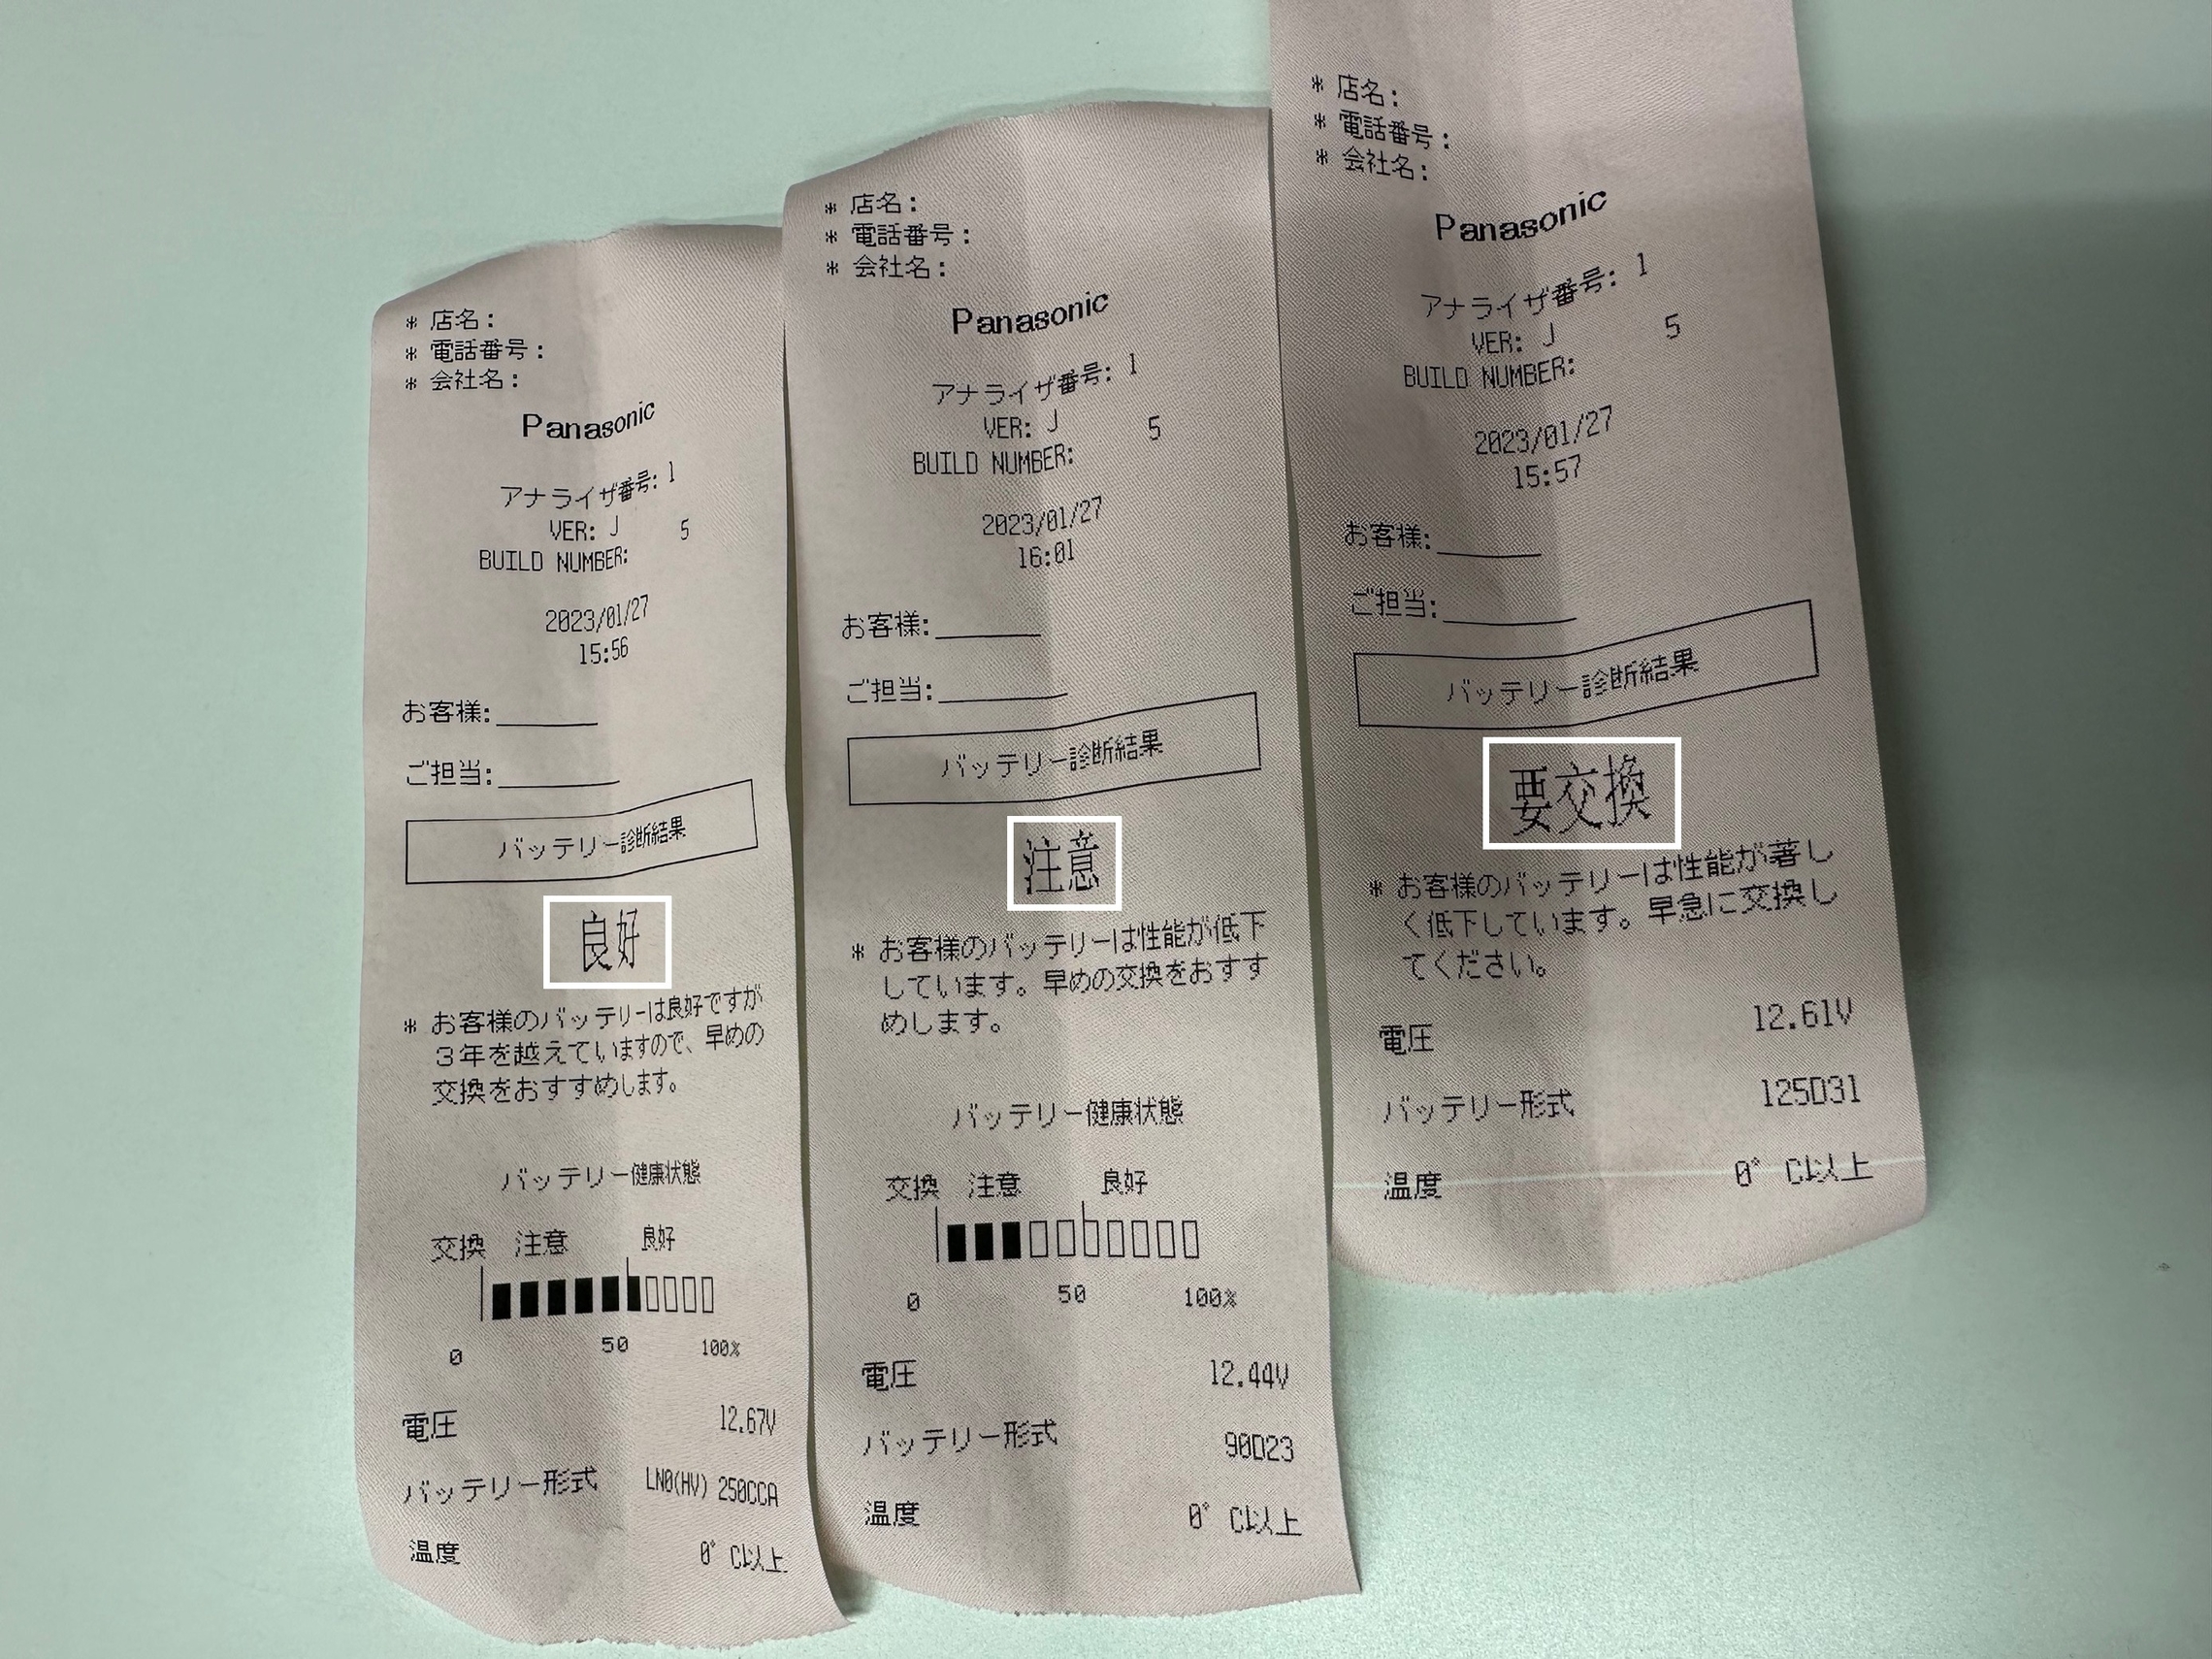 * 店名:
* 電話番号:
* 会社名:
Panasonic
アナライザ番号: 1
VER: J
BUILD NUMBER: 5
2023/01/27
15:56
お客様:
ご担当:
バッテリー診断結果
良好
* お客様のバッテリーは良好ですが
3年を越えていますので、早めの
交換をおすすめします。
バッテリー健康状態
交換 注意 良好
0 50 100%
電圧 12.67V
バッテリー形式 LN0(HV) 250CCA
温度 0° C以上
* 店名:
* 電話番号:
* 会社名:
Panasonic
アナライザ番号: 1
VER: J
BUILD NUMBER: 5
2023/01/27
16:01
お客様:
ご担当:
バッテリー診断結果
注意
* お客様のバッテリーは性能が低下
しています。早めの交換をおすす
めします。
バッテリー健康状態
交換 注意 良好
0 50 100%
電圧 12.44V
バッテリー形式 90D23
温度 0° C以上
* 店名:
* 電話番号:
* 会社名:
Panasonic
アナライザ番号: 1
VER: J
BUILD NUMBER: 5
2023/01/27
15:57
お客様:
ご担当:
バッテリー診断結果
要交換
* お客様のバッテリーは性能が著し
く低下しています。早急に交換し
てください。
電圧 12.61V
バッテリー形式 125D31
温度 0° C以上